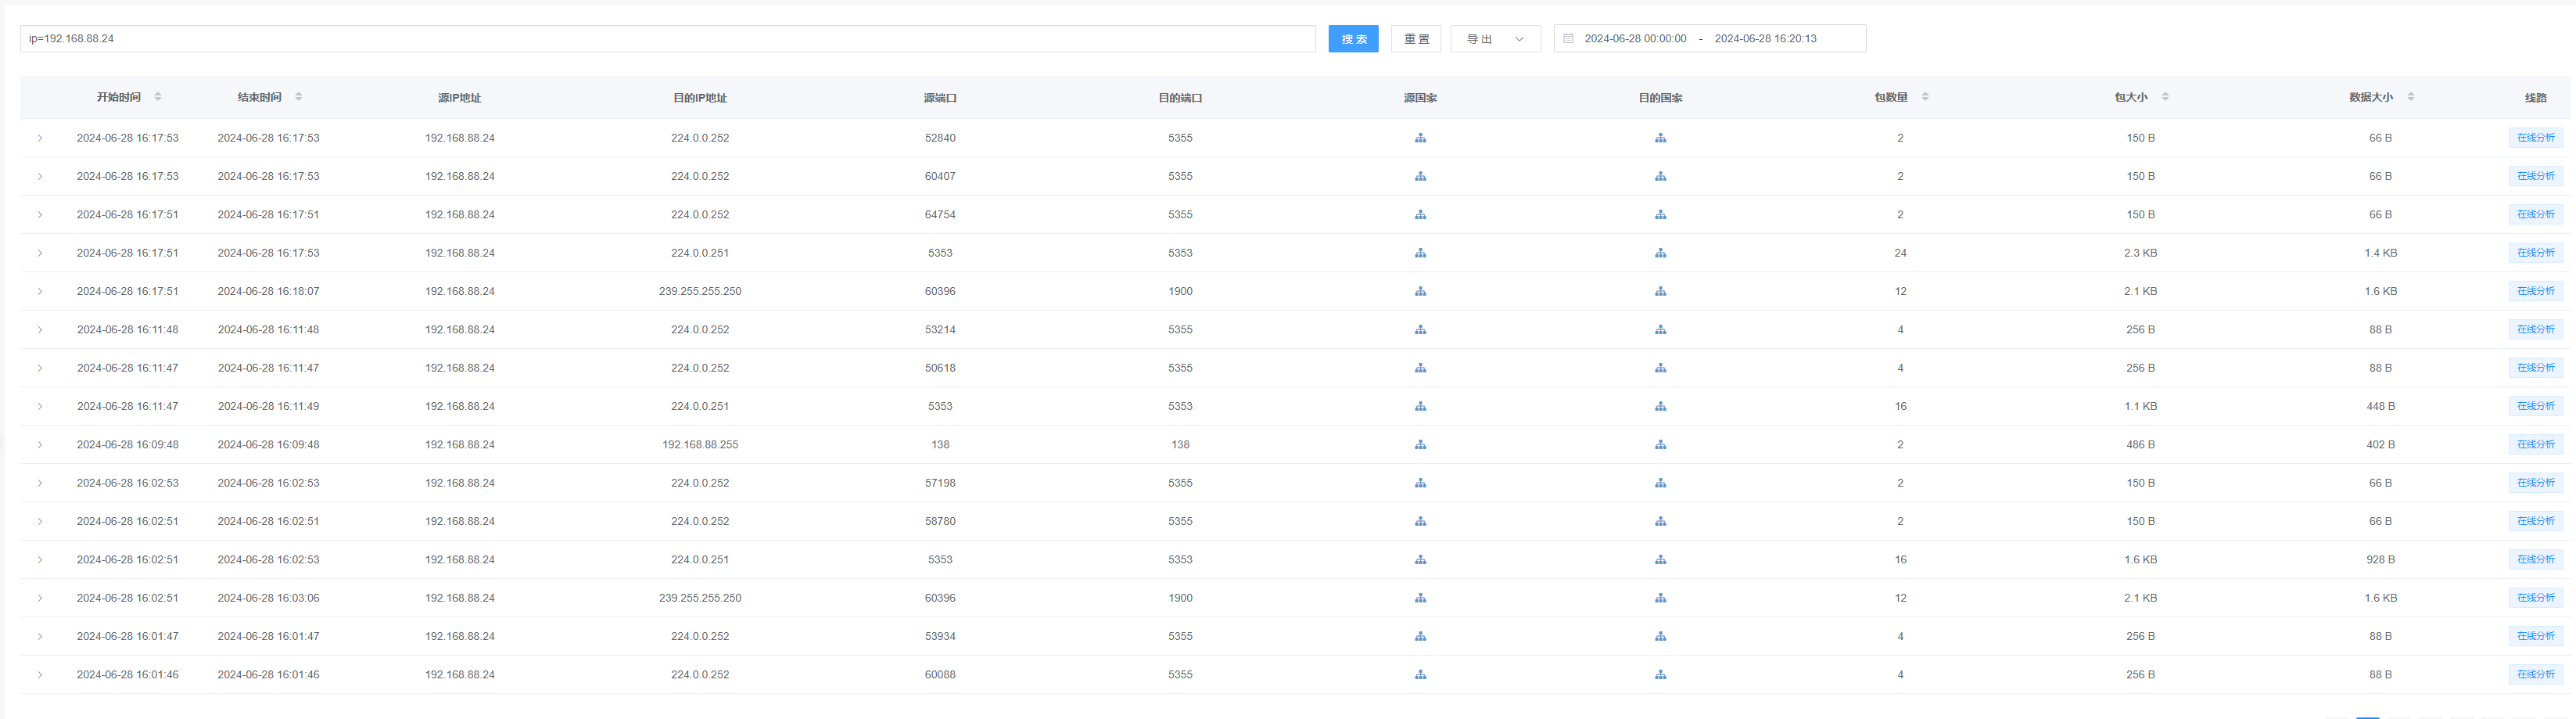 ip=192.168.88.24 搜 索 重 置 导 出 2024-06-28 00:00:00 - 2024-06-28 16:20:13
开始时间 结束时间 源IP地址 目的IP地址 源端口 目的端口 源国家 目的国家 包数量 包大小 数据大小 线路
2024-06-28 16:17:53 2024-06-28 16:17:53 192.168.88.24 224.0.0.252 52840 5355 2 150 B 66 B 在线分析
2024-06-28 16:17:53 2024-06-28 16:17:53 192.168.88.24 224.0.0.252 60407 5355 2 150 B 66 B 在线分析
2024-06-28 16:17:51 2024-06-28 16:17:51 192.168.88.24 224.0.0.252 64754 5355 2 150 B 66 B 在线分析
2024-06-28 16:17:51 2024-06-28 16:17:53 192.168.88.24 224.0.0.251 5353 5353 24 2.3 KB 1.4 KB 在线分析
2024-06-28 16:17:51 2024-06-28 16:18:07 192.168.88.24 239.255.255.250 60396 1900 12 2.1 KB 1.6 KB 在线分析
2024-06-28 16:11:48 2024-06-28 16:11:48 192.168.88.24 224.0.0.252 53214 5355 4 256 B 88 B 在线分析
2024-06-28 16:11:47 2024-06-28 16:11:47 192.168.88.24 224.0.0.252 50618 5355 4 256 B 88 B 在线分析
2024-06-28 16:11:47 2024-06-28 16:11:49 192.168.88.24 224.0.0.251 5353 5353 16 1.1 KB 448 B 在线分析
2024-06-28 16:09:48 2024-06-28 16:09:48 192.168.88.24 192.168.88.255 138 138 2 486 B 402 B 在线分析
2024-06-28 16:02:53 2024-06-28 16:02:53 192.168.88.24 224.0.0.252 57198 5355 2 150 B 66 B 在线分析
2024-06-28 16:02:51 2024-06-28 16:02:51 192.168.88.24 224.0.0.252 58780 5355 2 150 B 66 B 在线分析
2024-06-28 16:02:51 2024-06-28 16:02:53 192.168.88.24 224.0.0.251 5353 5353 16 1.6 KB 928 B 在线分析
2024-06-28 16:02:51 2024-06-28 16:03:06 192.168.88.24 239.255.255.250 60396 1900 12 2.1 KB 1.6 KB 在线分析
2024-06-28 16:01:47 2024-06-28 16:01:47 192.168.88.24 224.0.0.252 53934 5355 4 256 B 88 B 在线分析
2024-06-28 16:01:46 2024-06-28 16:01:46 192.168.88.24 224.0.0.252 60088 5355 4 256 B 88 B 在线分析